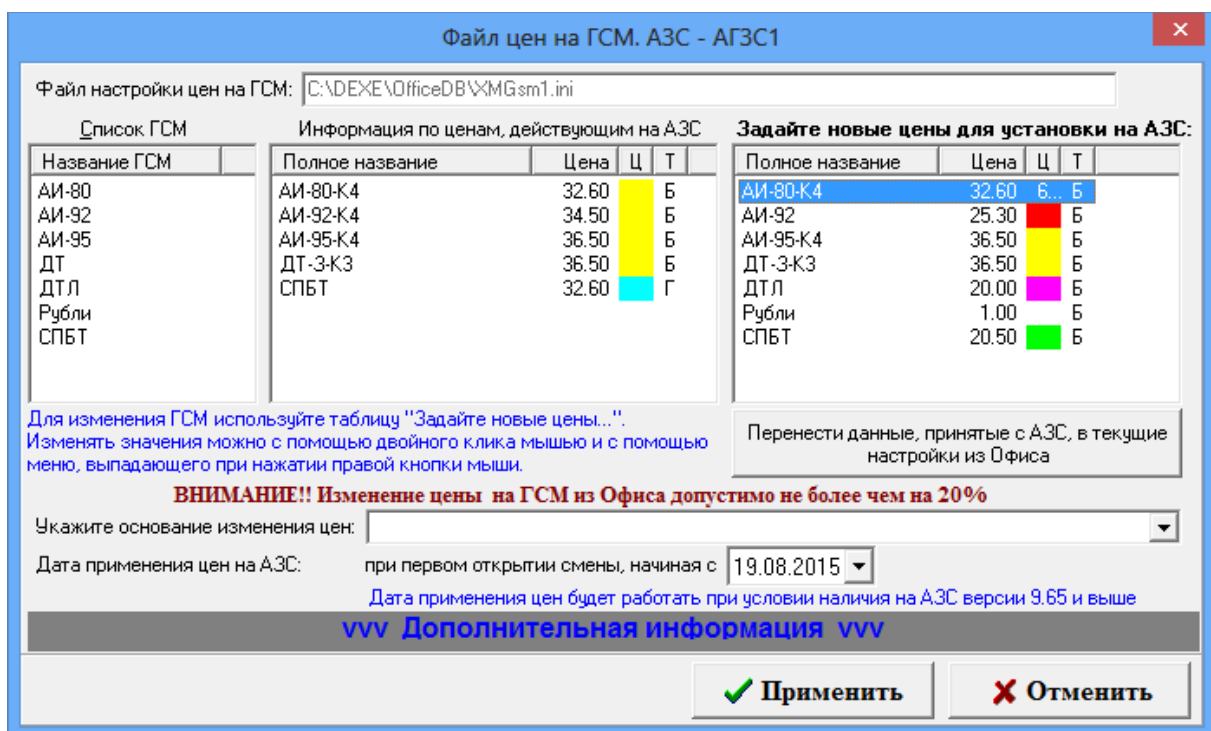 Файл цен на ГСМ. АЗС - АГЗС1
Файл настройки цен на ГСМ: C:\DEXE\OfficeDB\XMGsm1.ini
Список ГСМ
Название ГСМ
АИ-80
АИ-92
АИ-95
ДТ
ДТЛ
Рубли
СПБТ
Информация по ценам, действующим на АЗС
Полное название Цена Ц Т
АИ-80-К4 32.60 Б
АИ-92-К4 34.50 Б
АИ-95-К4 36.50 Б
ДТ-З-К3 36.50 Б
СПБТ 32.60 Г
Задайте новые цены для установки на АЗС:
Полное название Цена Ц Т
АИ-80-К4 32.60 6... Б
АИ-92 25.30 Б
АИ-95-К4 36.50 Б
ДТ-З-К3 36.50 Б
ДТЛ 20.00 Б
Рубли 1.00 Б
СПБТ 20.50 Б
Для изменения ГСМ используйте таблицу "Задайте новые цены...".
Изменять значения можно с помощью двойного клика мышью и с помощью
меню, выпадающего при нажатии правой кнопки мыши.
Перенести данные, принятые с АЗС, в текущие
настройки из Офиса
ВНИМАНИЕ!! Изменение цены на ГСМ из Офиса допустимо не более чем на 20%
Укажите основание изменения цен:
Дата применения цен на АЗС: при первом открытии смены, начиная с 19.08.2015
Дата применения цен будет работать при условии наличия на АЗС версии 9.65 и выше
vvv Дополнительная информация vvv
Применить
Отменить